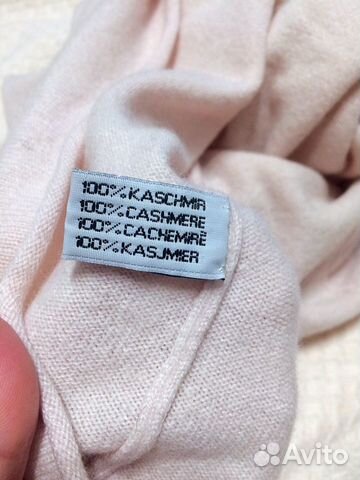 100% KASCHMIR
100% CASHMERE
100% CACHEMIRE
100% KASJMIER
Avito